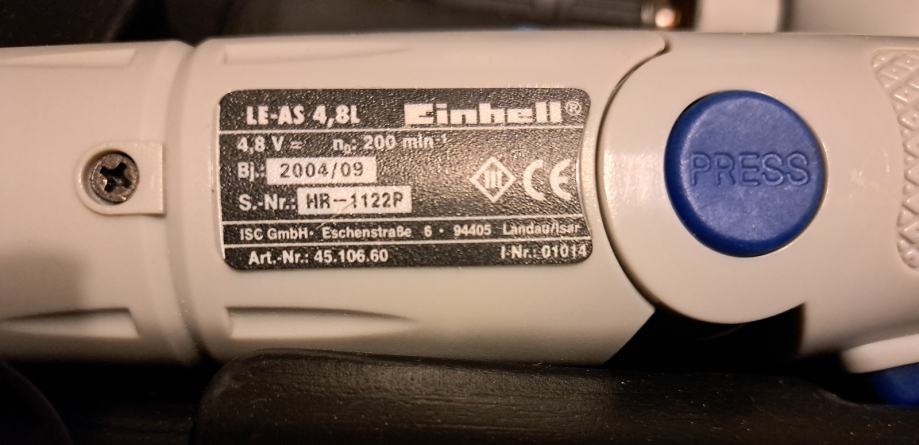 LE-AS 4,8L Einhell®
4,8 V = n₀: 200 min⁻¹
Bj.: 2004/09
S.-Nr.: HR-1122P
CE
ISC GmbH · Eschenstraße 6 · 94405 Landau/Isar
Art.-Nr.: 45.106.60 I-Nr.: 01014
PRESS